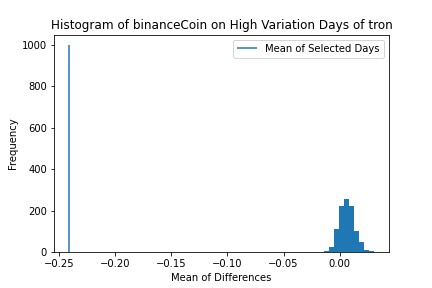 Histogram of binanceCoin on High Variation Days of tron
Mean of Selected Days
1000
800
600
400
200
0
Frequency
−0.25 −0.20 −0.15 −0.10 −0.05 0.00
Mean of Differences